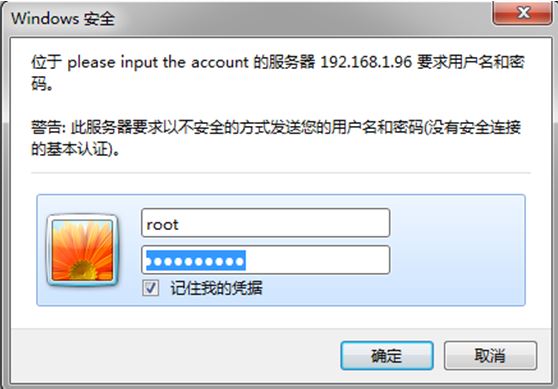 Windows 安全
位于 please input the account 的服务器 192.168.1.96 要求用户名和密
码。
警告: 此服务器要求以不安全的方式发送您的用户名和密码(没有安全连接
的基本认证)。
root
●●●●●●●●●●
记住我的凭据
确定
取消